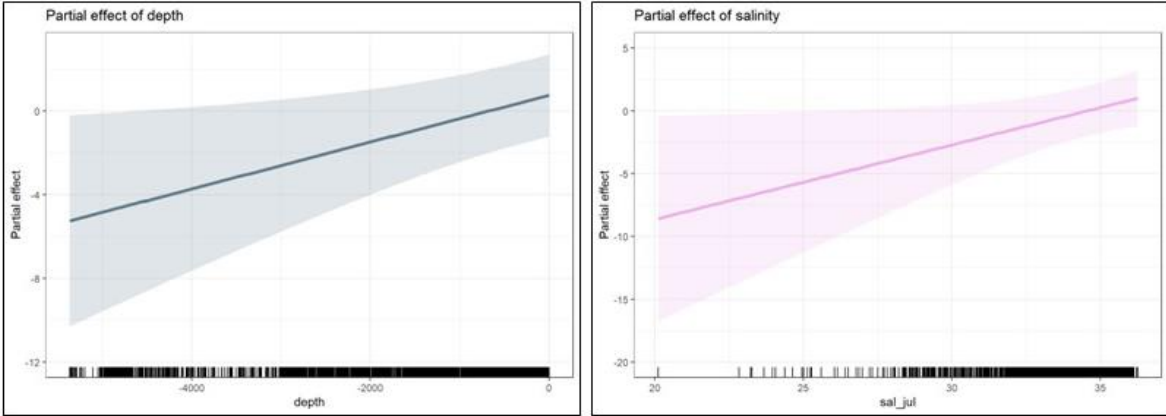 Partial effect of depth
Partial effect
0
-4
-8
-12
-4000
-2000
0
depth
Partial effect of salinity
Partial effect
5
0
-5
-10
-15
-20
20
25
30
35
sal_jul